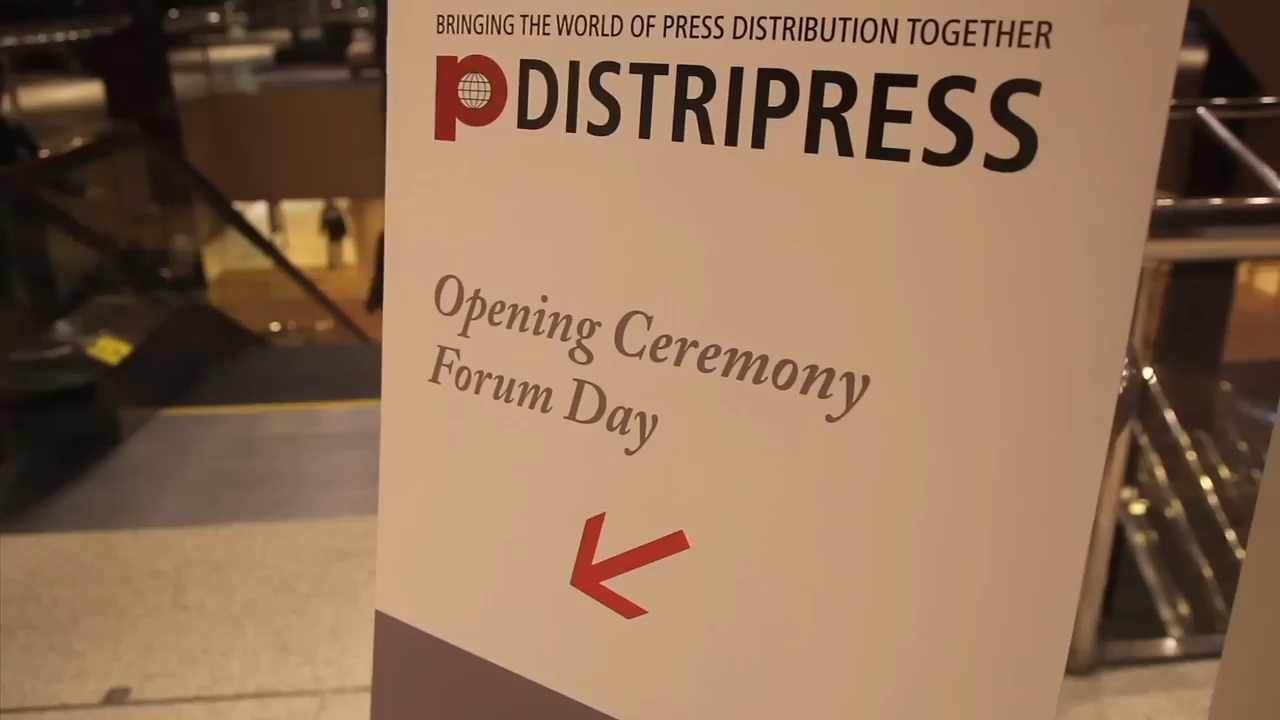 BRINGING THE WORLD OF PRESS DISTRIBUTION TOGETHER
p DISTRIPRESS
Opening Ceremony
Forum Day